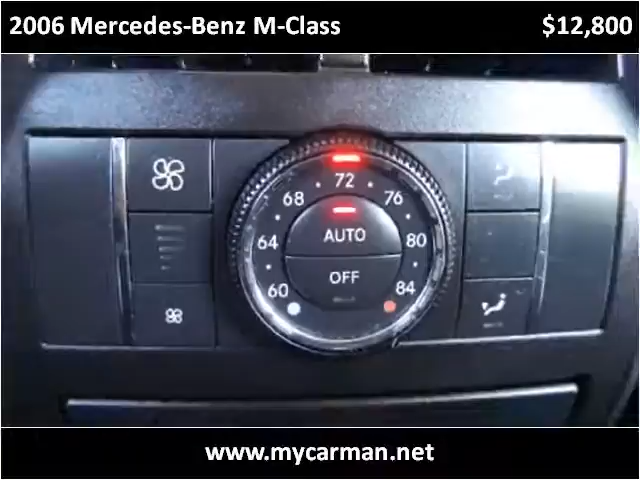 2006 Mercedes-Benz M-Class $12,800
72
68 76
AUTO
64 80
OFF
60 84
www.mycarman.net